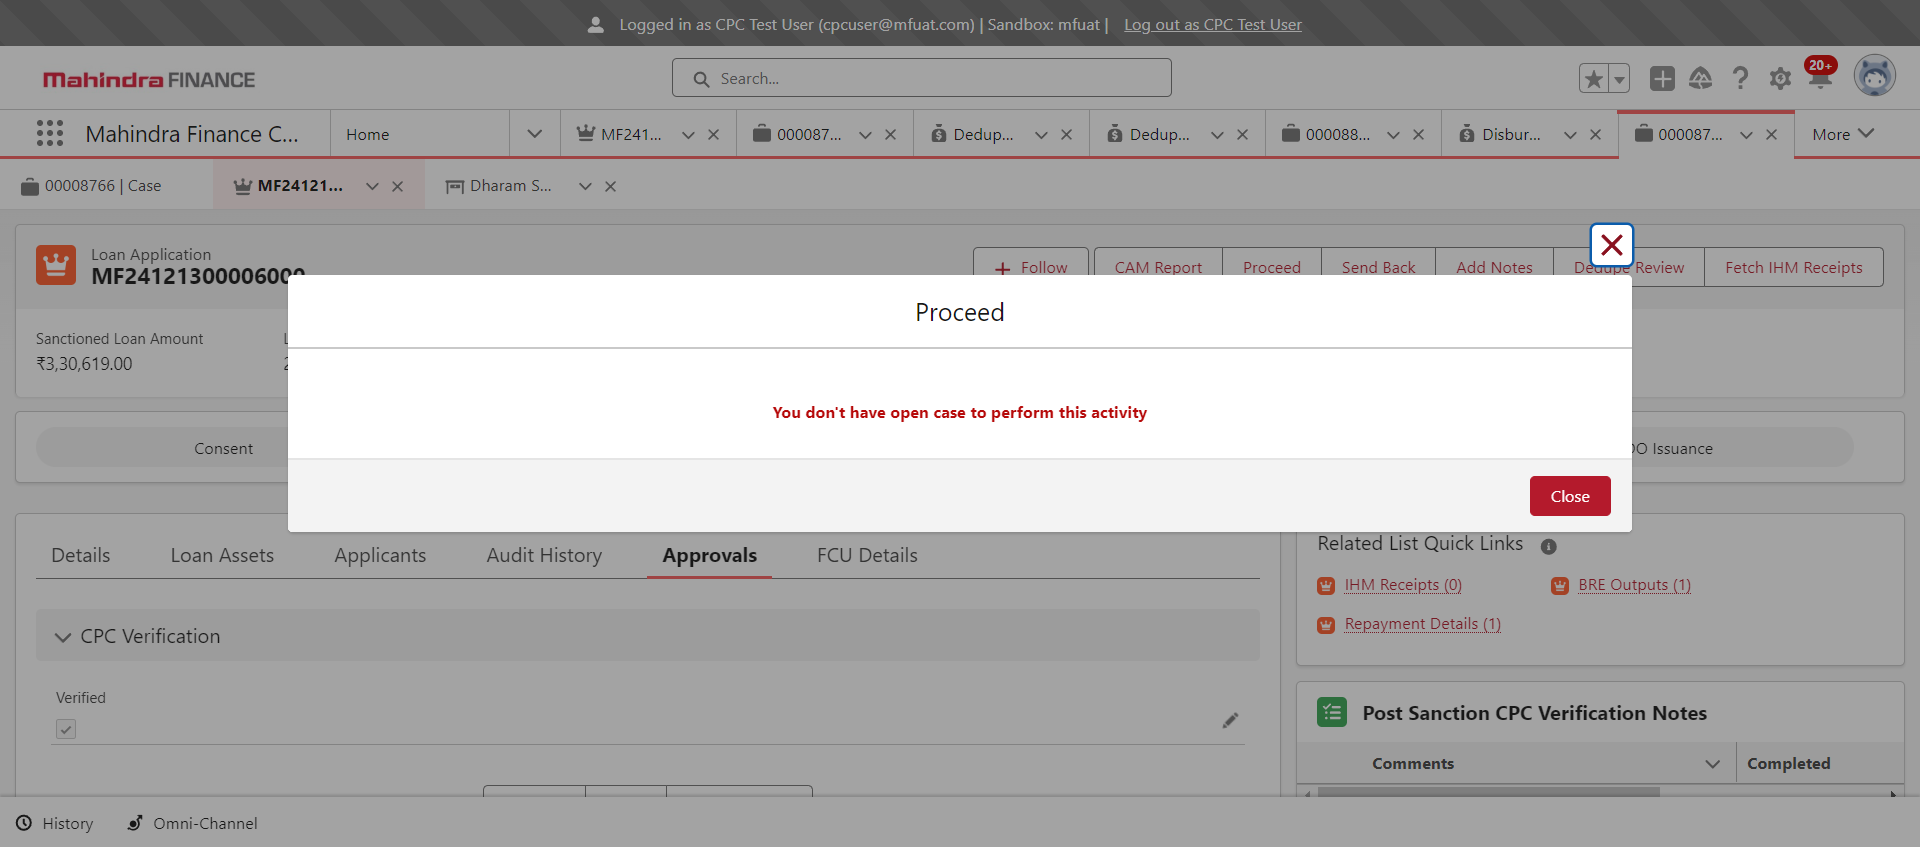 Logged in as CPC Test User (cpcuser@mfuat.com) | Sandbox: mfuat | Log out as CPC Test User
Mahindra FINANCE
Search...
20+
Mahindra Finance C...
Home
MF241...
000087...
Dedup...
Dedup...
000088...
Disbur...
000087...
More
00008766 | Case
MF24121...
Dharam S...
Loan Application
MF24121300006000
Follow
CAM Report
Proceed
Send Back
Add Notes
Dedupe Review
Fetch IHM Receipts
Proceed
Sanctioned Loan Amount
₹3,30,619.00
You don't have open case to perform this activity
Consent
DO Issuance
Close
Details
Loan Assets
Applicants
Audit History
Approvals
FCU Details
Related List Quick Links
IHM Receipts (0)
BRE Outputs (1)
Repayment Details (1)
CPC Verification
Verified
Post Sanction CPC Verification Notes
Comments
Completed
History
Omni-Channel